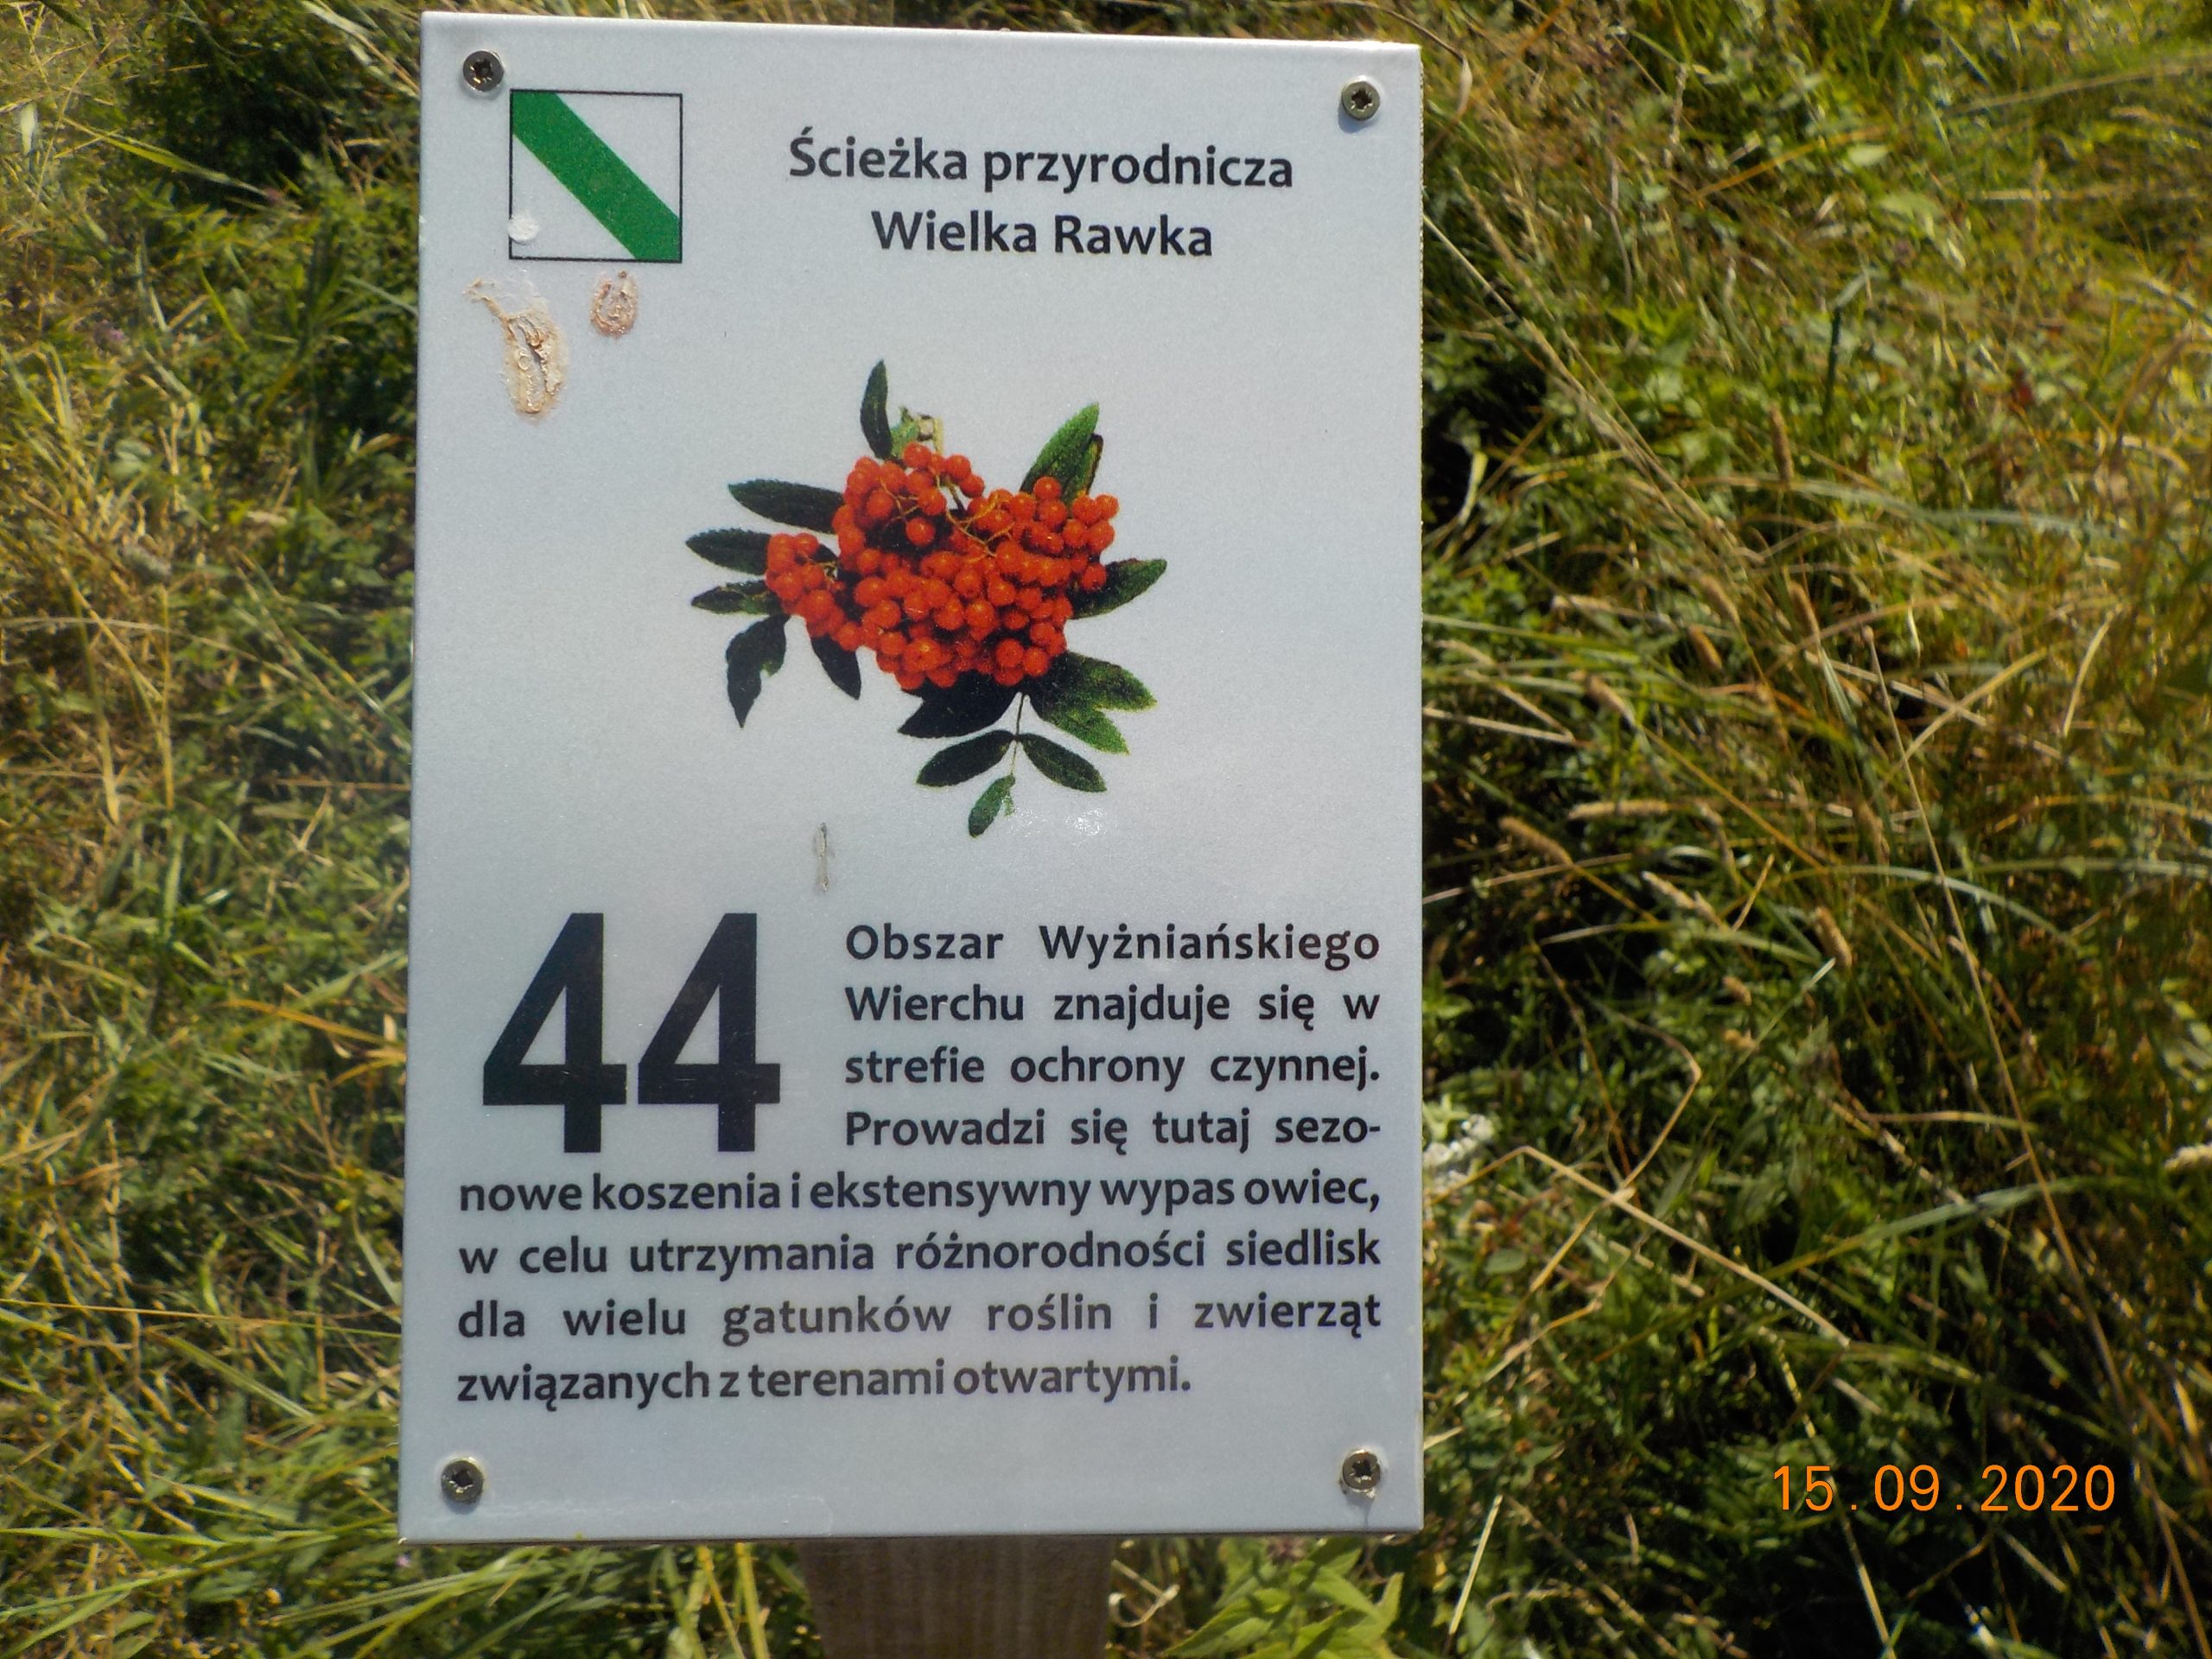 Ścieżka przyrodnicza
Wielka Rawka
44
Obszar Wyżniańskiego
Wierchu znajduje się w
strefie ochrony czynnej.
Prowadzi się tutaj sezo-
nowe koszenia i ekstensywny wypas owiec,
w celu utrzymania różnorodności siedlisk
dla wielu gatunków roślin i zwierząt
związanych z terenami otwartymi.
15.09.2020